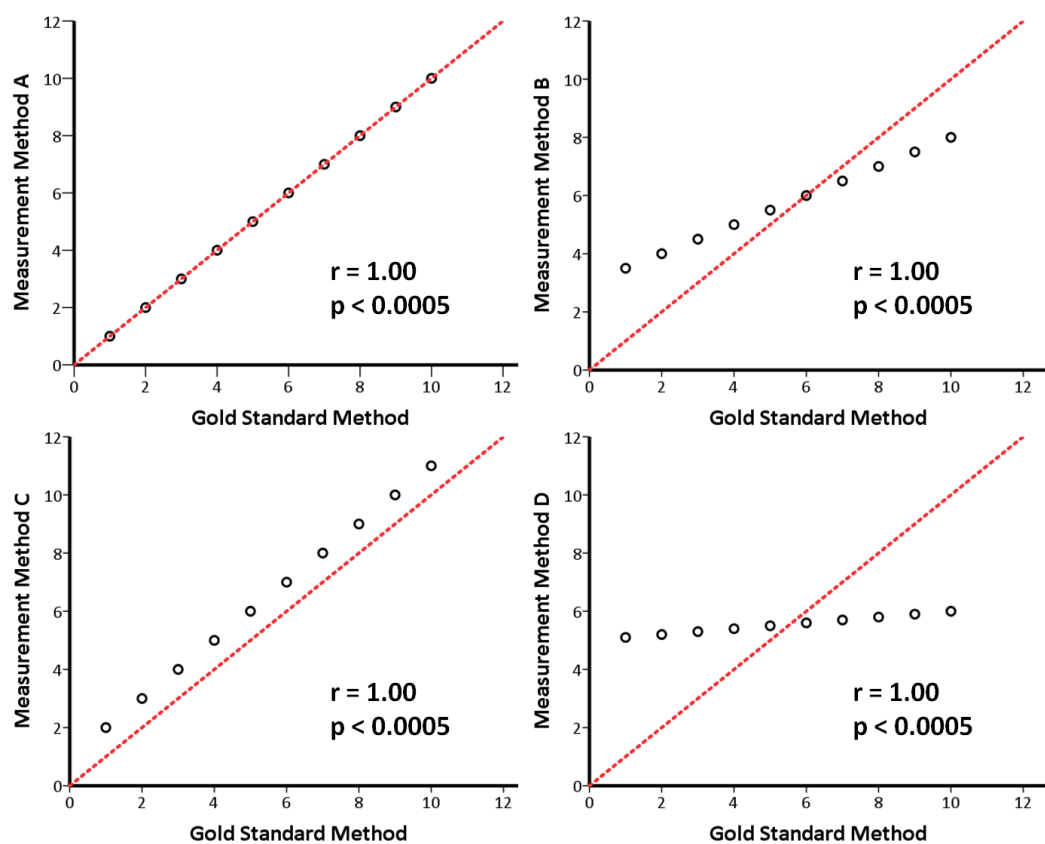 Measurement Method A
12
10
8
6
4
2
0
r = 1.00
p < 0.0005
0 2 4 6 8 10 12
Gold Standard Method
Measurement Method B
12
10
8
6
4
2
0
r = 1.00
p < 0.0005
0 2 4 6 8 10 12
Gold Standard Method
Measurement Method C
12
10
8
6
4
2
0
r = 1.00
p < 0.0005
0 2 4 6 8 10 12
Gold Standard Method
Measurement Method D
12
10
8
6
4
2
0
r = 1.00
p < 0.0005
0 2 4 6 8 10 12
Gold Standard Method